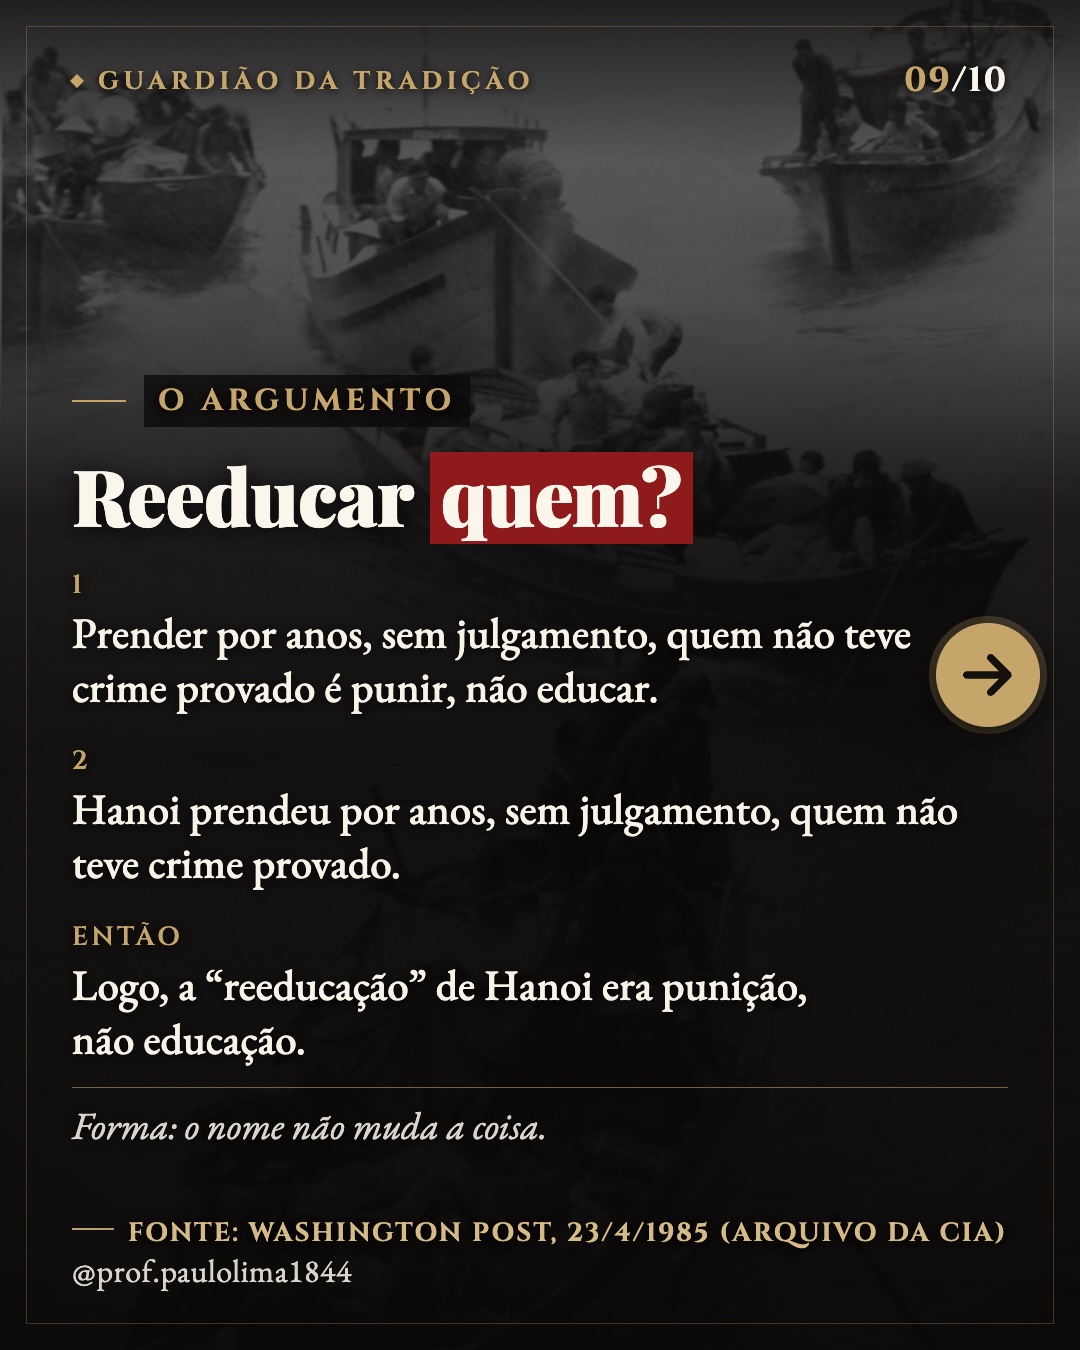 GUARDIÃO DA TRADIÇÃO
09/10
O ARGUMENTO
Reeducar quem?
1
Prender por anos, sem julgamento, quem não teve
crime provado é punir, não educar.
2
Hanoi prendeu por anos, sem julgamento, quem não
teve crime provado.
ENTÃO
Logo, a “reeducação” de Hanoi era punição,
não educação.
Forma: o nome não muda a coisa.
FONTE: WASHINGTON POST, 23/4/1985 (ARQUIVO DA CIA)
@prof.paulolima1844